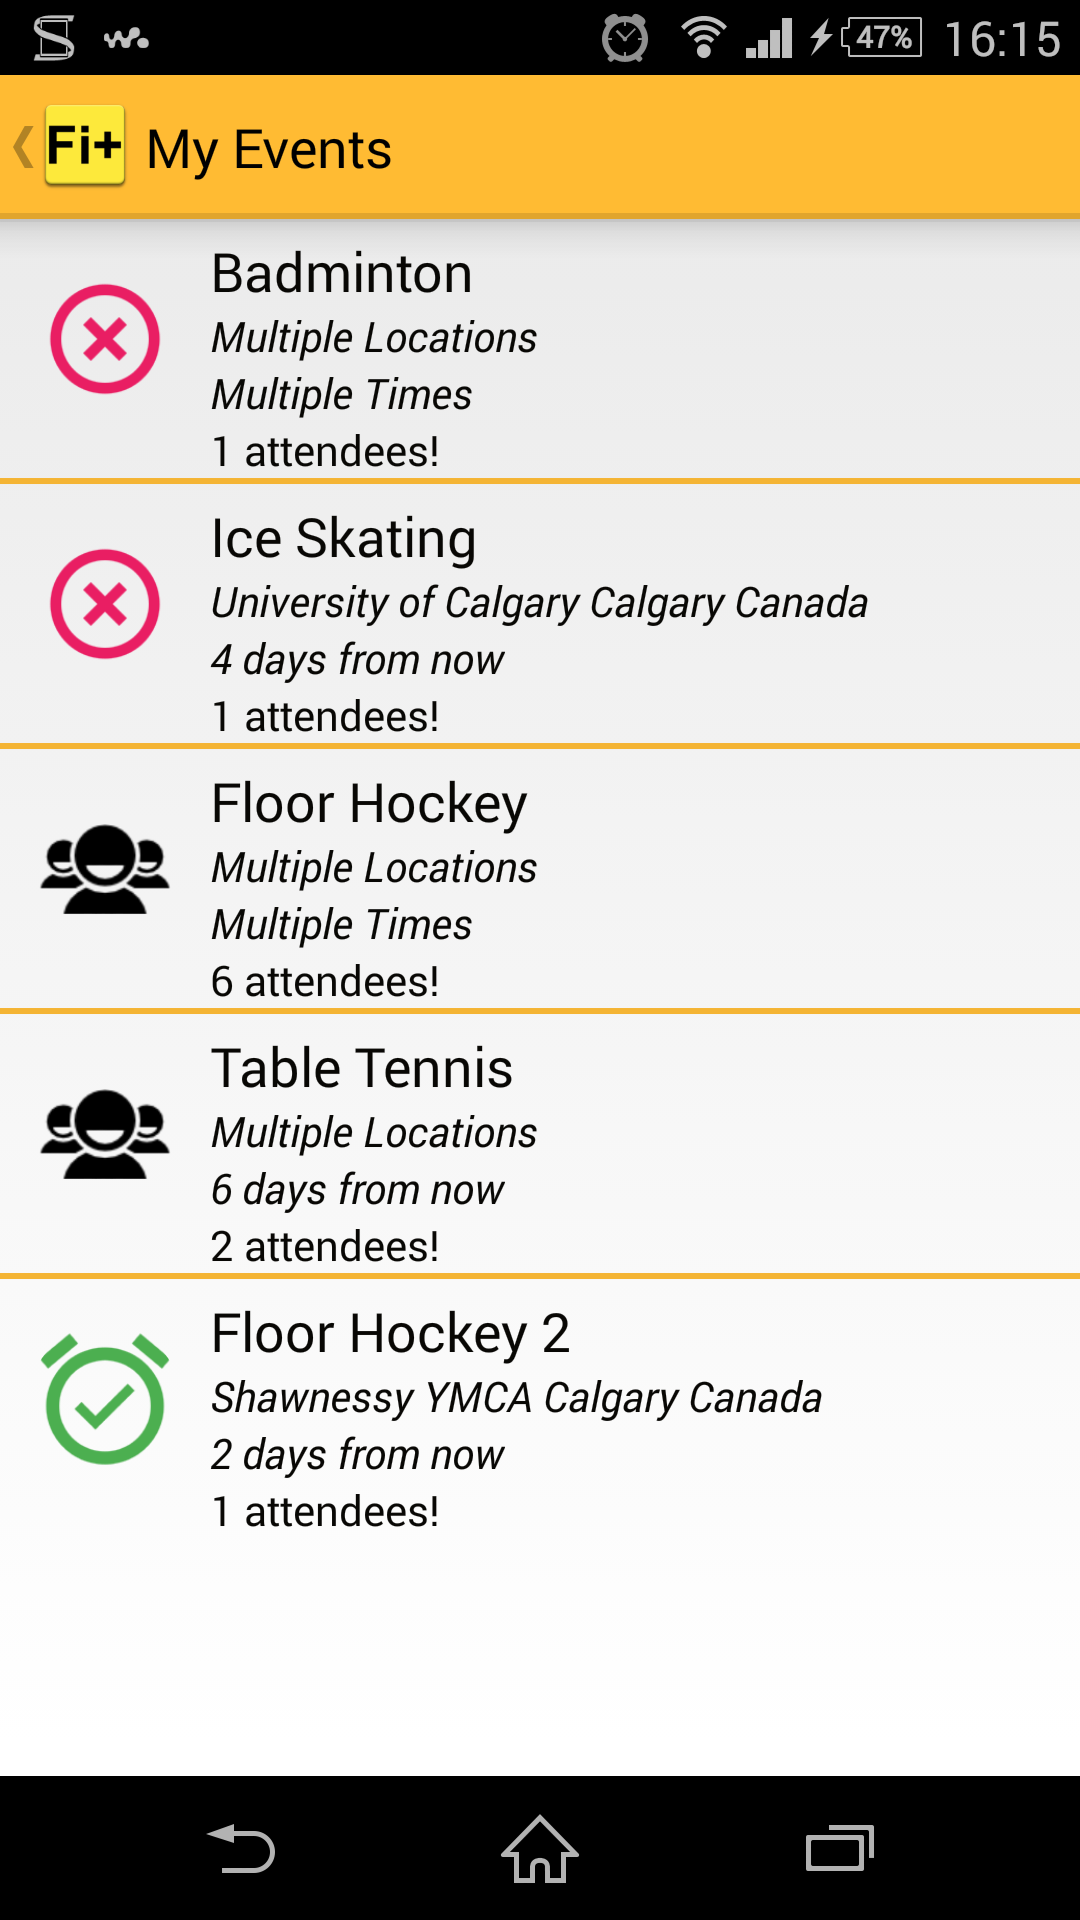 47% 16:15
Fi+ My Events
Badminton
Multiple Locations
Multiple Times
1 attendees!
Ice Skating
University of Calgary Calgary Canada
4 days from now
1 attendees!
Floor Hockey
Multiple Locations
Multiple Times
6 attendees!
Table Tennis
Multiple Locations
6 days from now
2 attendees!
Floor Hockey 2
Shawnessy YMCA Calgary Canada
2 days from now
1 attendees!